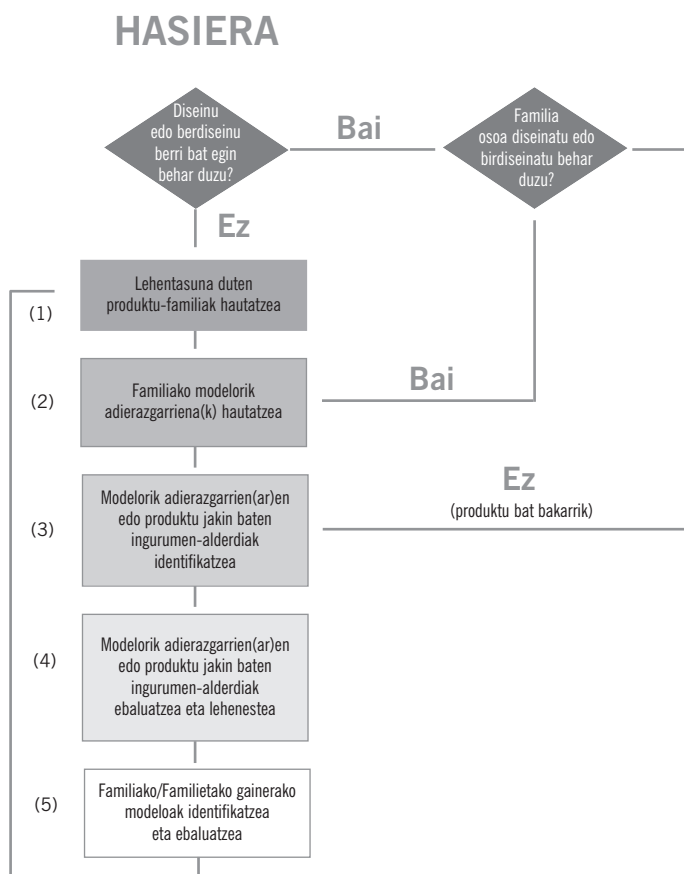 HASIERA
Diseinu
edo berdiseinu
berri bat egin
behar duzu?
Bai
Familia
osoa diseinatu edo
birdiseinatu behar
duzu?
Ez
(1)
Lehentasuna duten
produktu-familiak hautatzea
(2)
Familiako modelorik
adierazgarriena(k) hautatzea
Bai
(3)
Modelorik adierazgarrien(ar)en
edo produktu jakin baten
ingurumen-alderdiak
identifikatzea
Ez
(produktu bat bakarrik)
(4)
Modelorik adierazgarrien(ar)en
edo produktu jakin baten
ingurumen-alderdiak
ebaluatzea eta lehenestea
(5)
Familiako/Familietako gainerako
modeloak identifikatzea
eta ebaluatzea